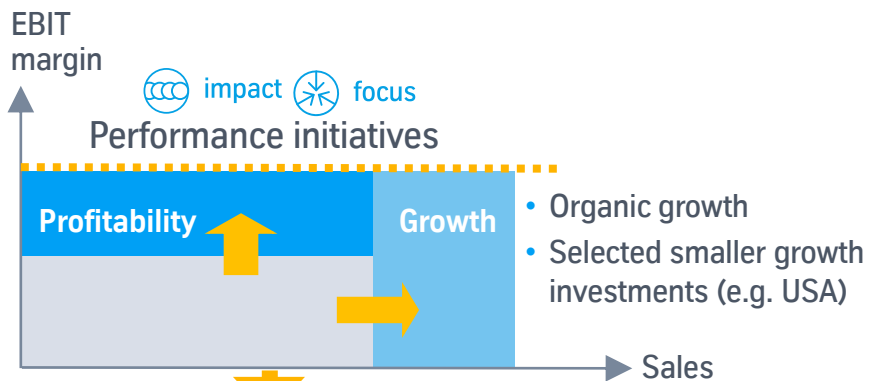 EBIT
margin
impact focus
Performance initiatives
Profitability
Growth
• Organic growth
• Selected smaller growth
investments (e.g. USA)
Sales